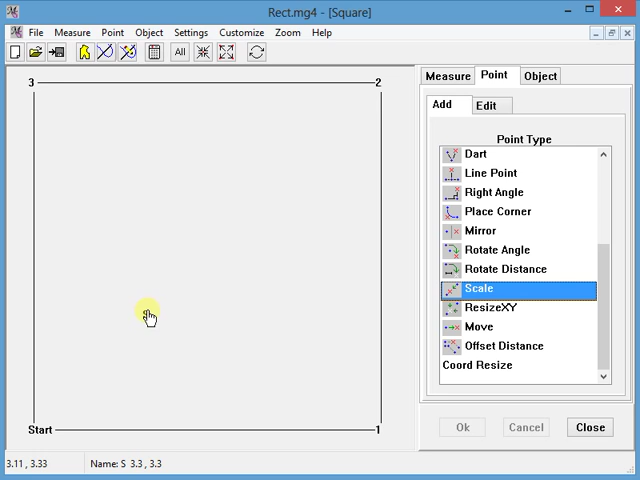 Rect.mg4 - [Square]
File Measure Point Object Settings Customize Zoom Help
All
3 2
Start 1
Measure Point Object
Add Edit
Point Type
Dart
Line Point
Right Angle
Place Corner
Mirror
Rotate Angle
Rotate Distance
Scale
ResizeXY
Move
Offset Distance
Coord Resize
Ok Cancel Close
3.11 , 3.33 Name: S 3.3 , 3.3